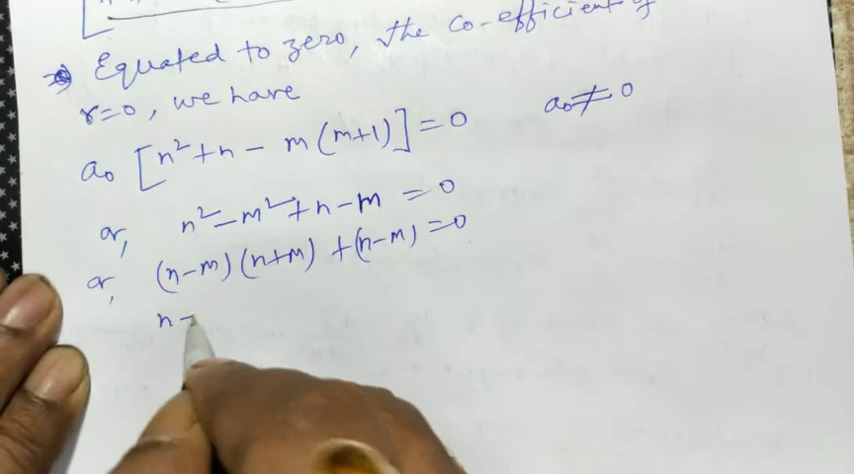 Equated to zero, the co-efficient of
r=0, we have
a₀ [n²+n - m(m+1)] = 0   a₀≠0
or, n²-m²+n-m = 0
or, (n-m)(n+m)+(n-m)=0
n-